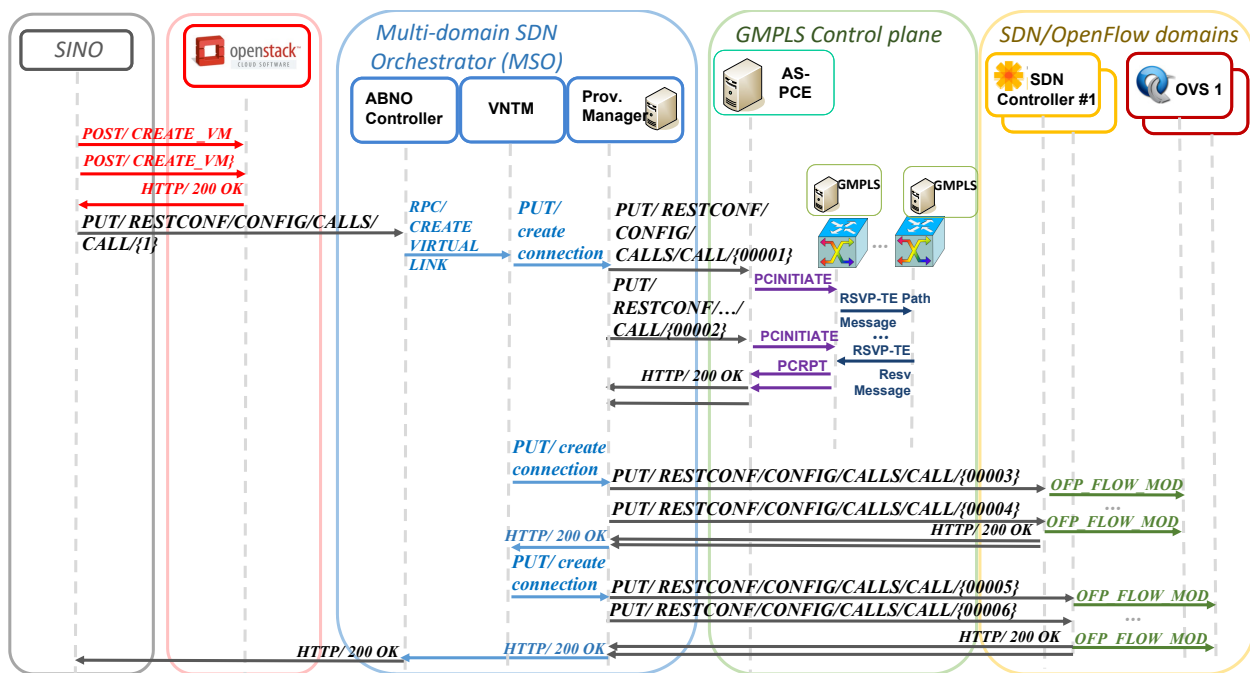 SINO
openstack™
CLOUD SOFTWARE
Multi-domain SDN
Orchestrator (MSO)
GMPLS Control plane
SDN/OpenFlow domains
ABNO
Controller
VNTM
Prov.
Manager
AS-
PCE
SDN
Controller #1
OVS 1
POST/ CREATE_VM
POST/ CREATE_VM}
HTTP/ 200 OK
PUT/ RESTCONF/CONFIG/CALLS/
CALL/{1}
RPC/
CREATE
VIRTUAL
LINK
PUT/
create
connection
PUT/ RESTCONF/
CONFIG/
CALLS/CALL/{00001}
GMPLS
GMPLS
...
PCINITIATE
PUT/
RESTCONF/.../
CALL/{00002}
RSVP-TE Path
Message
...
PCINITIATE
RSVP-TE
PCRPT
Resv
Message
HTTP/ 200 OK
PUT/ create
connection
PUT/ RESTCONF/CONFIG/CALLS/CALL/{00003}
OFP_FLOW_MOD
...
PUT/ RESTCONF/CONFIG/CALLS/CALL/{00004}
OFP_FLOW_MOD
HTTP/ 200 OK
HTTP/ 200 OK
PUT/ create
connection
PUT/ RESTCONF/CONFIG/CALLS/CALL/{00005}
OFP_FLOW_MOD
PUT/ RESTCONF/CONFIG/CALLS/CALL/{00006}
...
HTTP/ 200 OK
OFP_FLOW_MOD
HTTP/ 200 OK
HTTP/ 200 OK